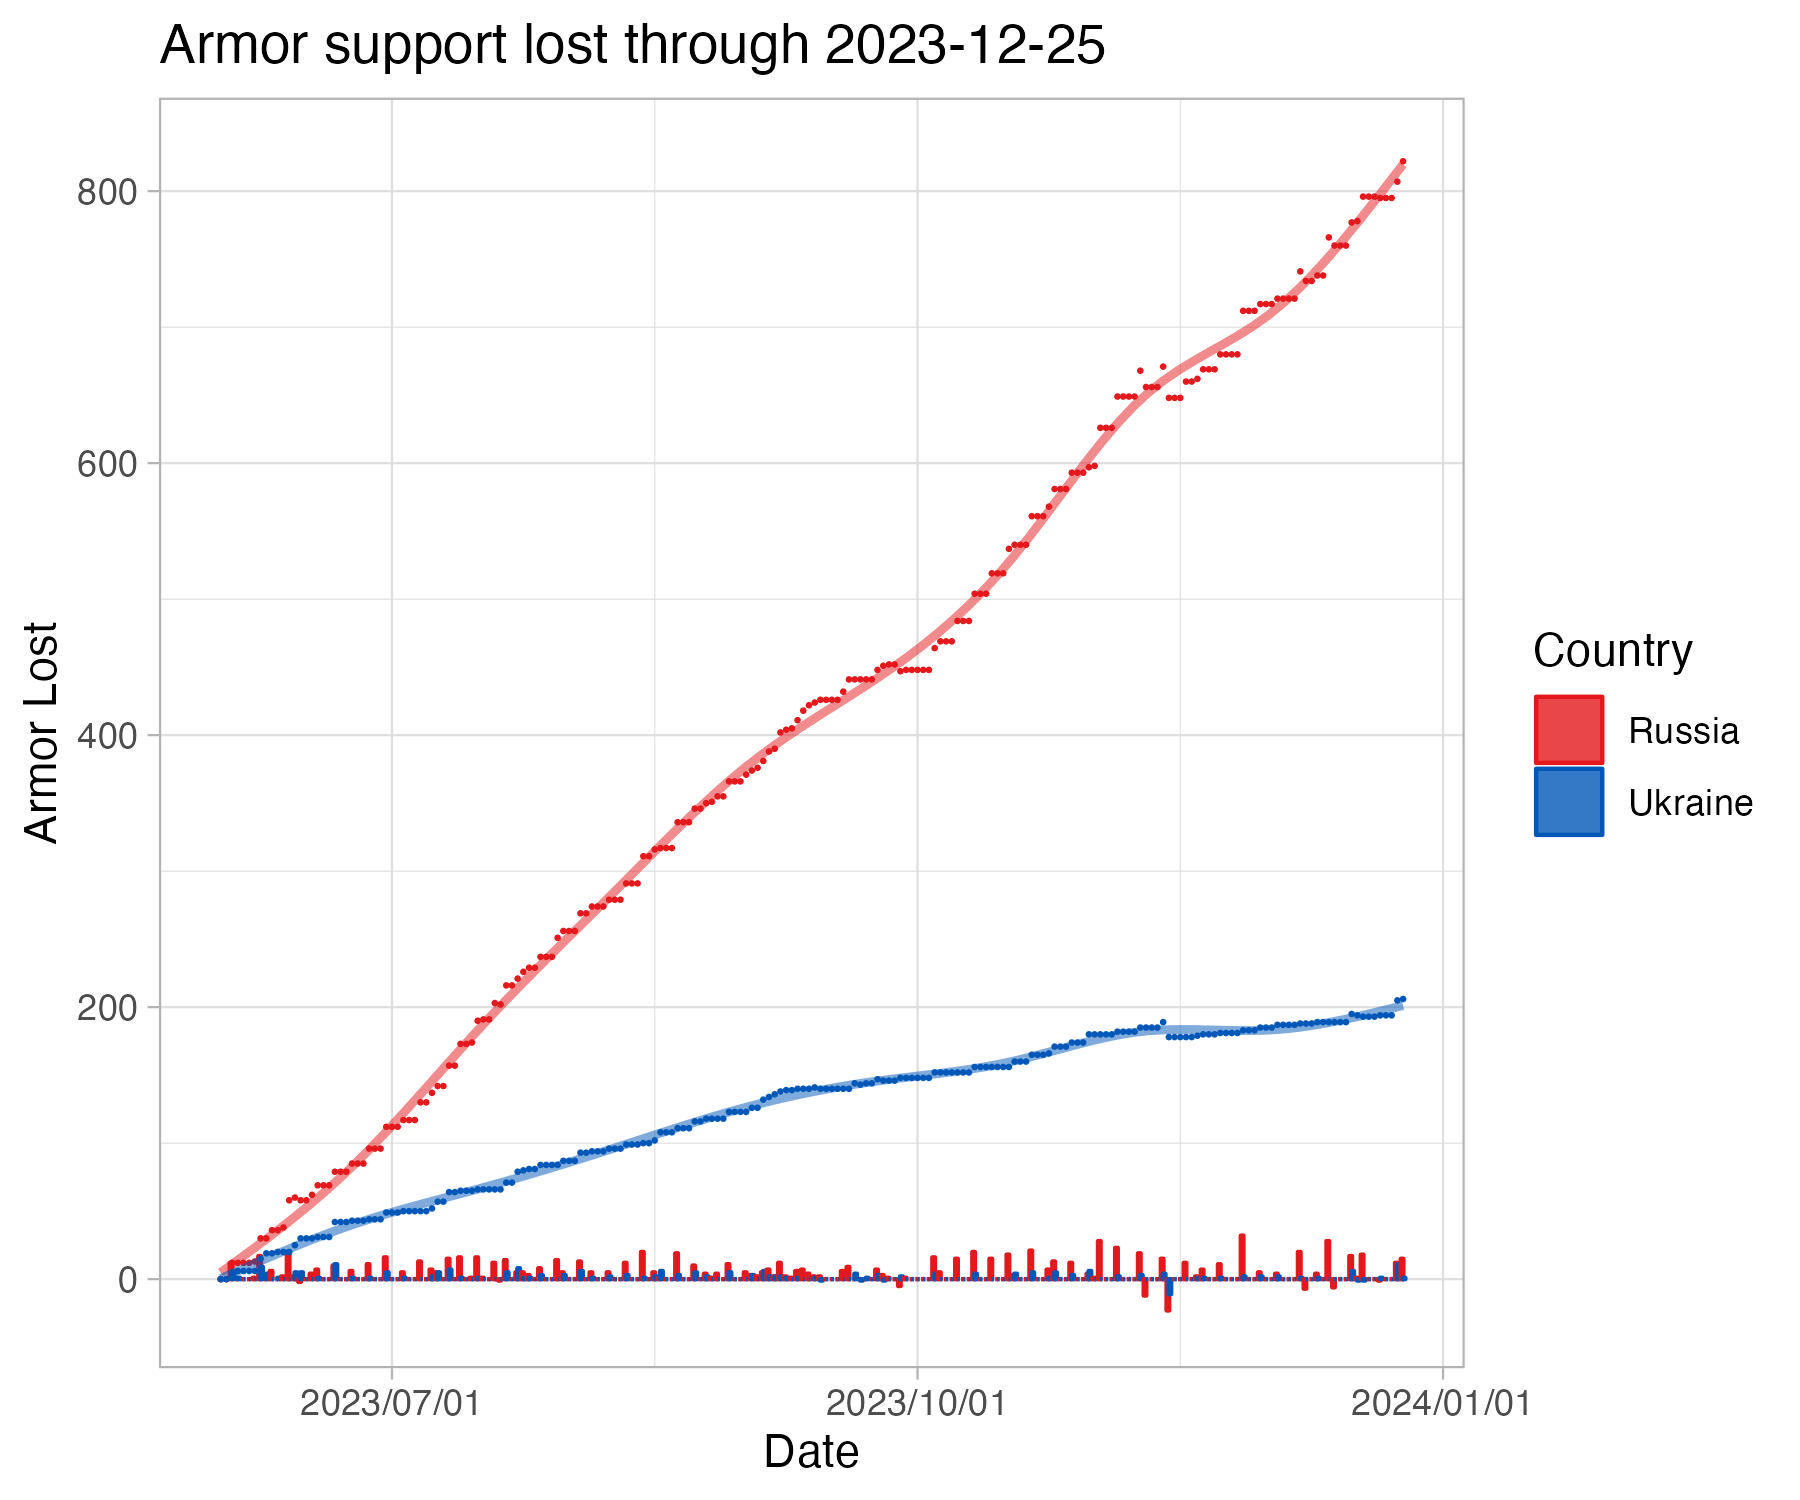 Armor support lost through 2023-12-25
Armor Lost
800
600
400
200
0
2023/07/01
2023/10/01
2024/01/01
Date
Country
Russia
Ukraine